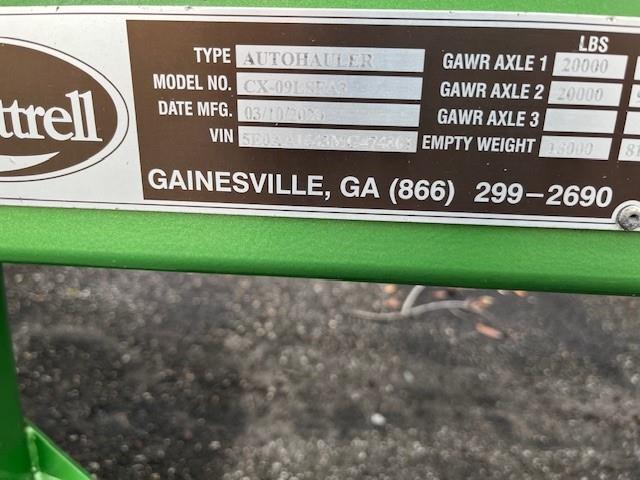 ttrell
LBS
TYPE AUTOHAULER GAWR AXLE 1 20000
MODEL NO. GAWR AXLE 2 20000
DATE MFG. GAWR AXLE 3
VIN EMPTY WEIGHT
GAINESVILLE, GA (866) 299-2690